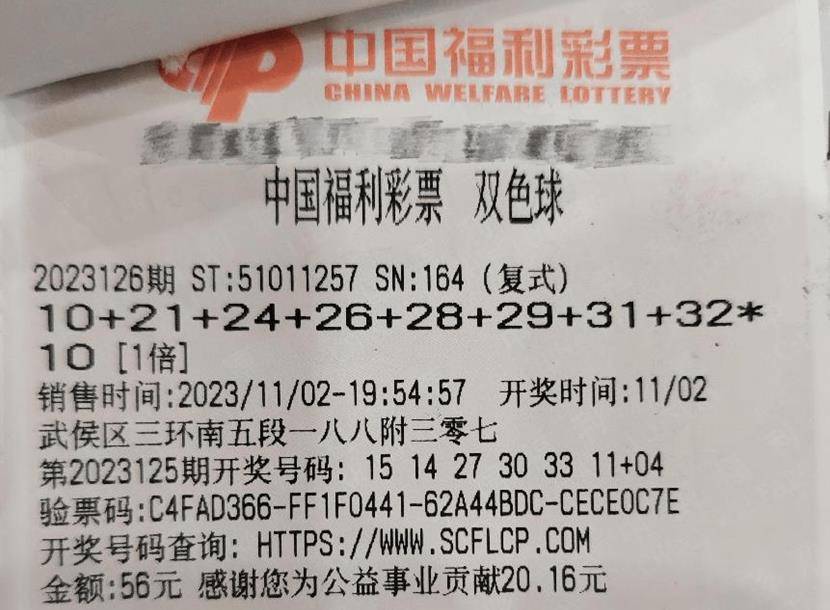 中国福利彩票
CHINA WELFARE LOTTERY
中国福利彩票 双色球
2023126期 ST:51011257 SN:164 (复式)
10+21+24+26+28+29+31+32*
10 [1倍]
销售时间:2023/11/02-19:54:57 开奖时间:11/02
武侯区三环南五段一八八附三零七
第2023125期开奖号码: 15 14 27 30 33 11+04
验票码:C4FAD366-FF1F0441-62A44BDC-CECE0C7E
开奖号码查询: HTTPS://WWW.SCFLCP.COM
金额:56元 感谢您为公益事业贡献20.16元